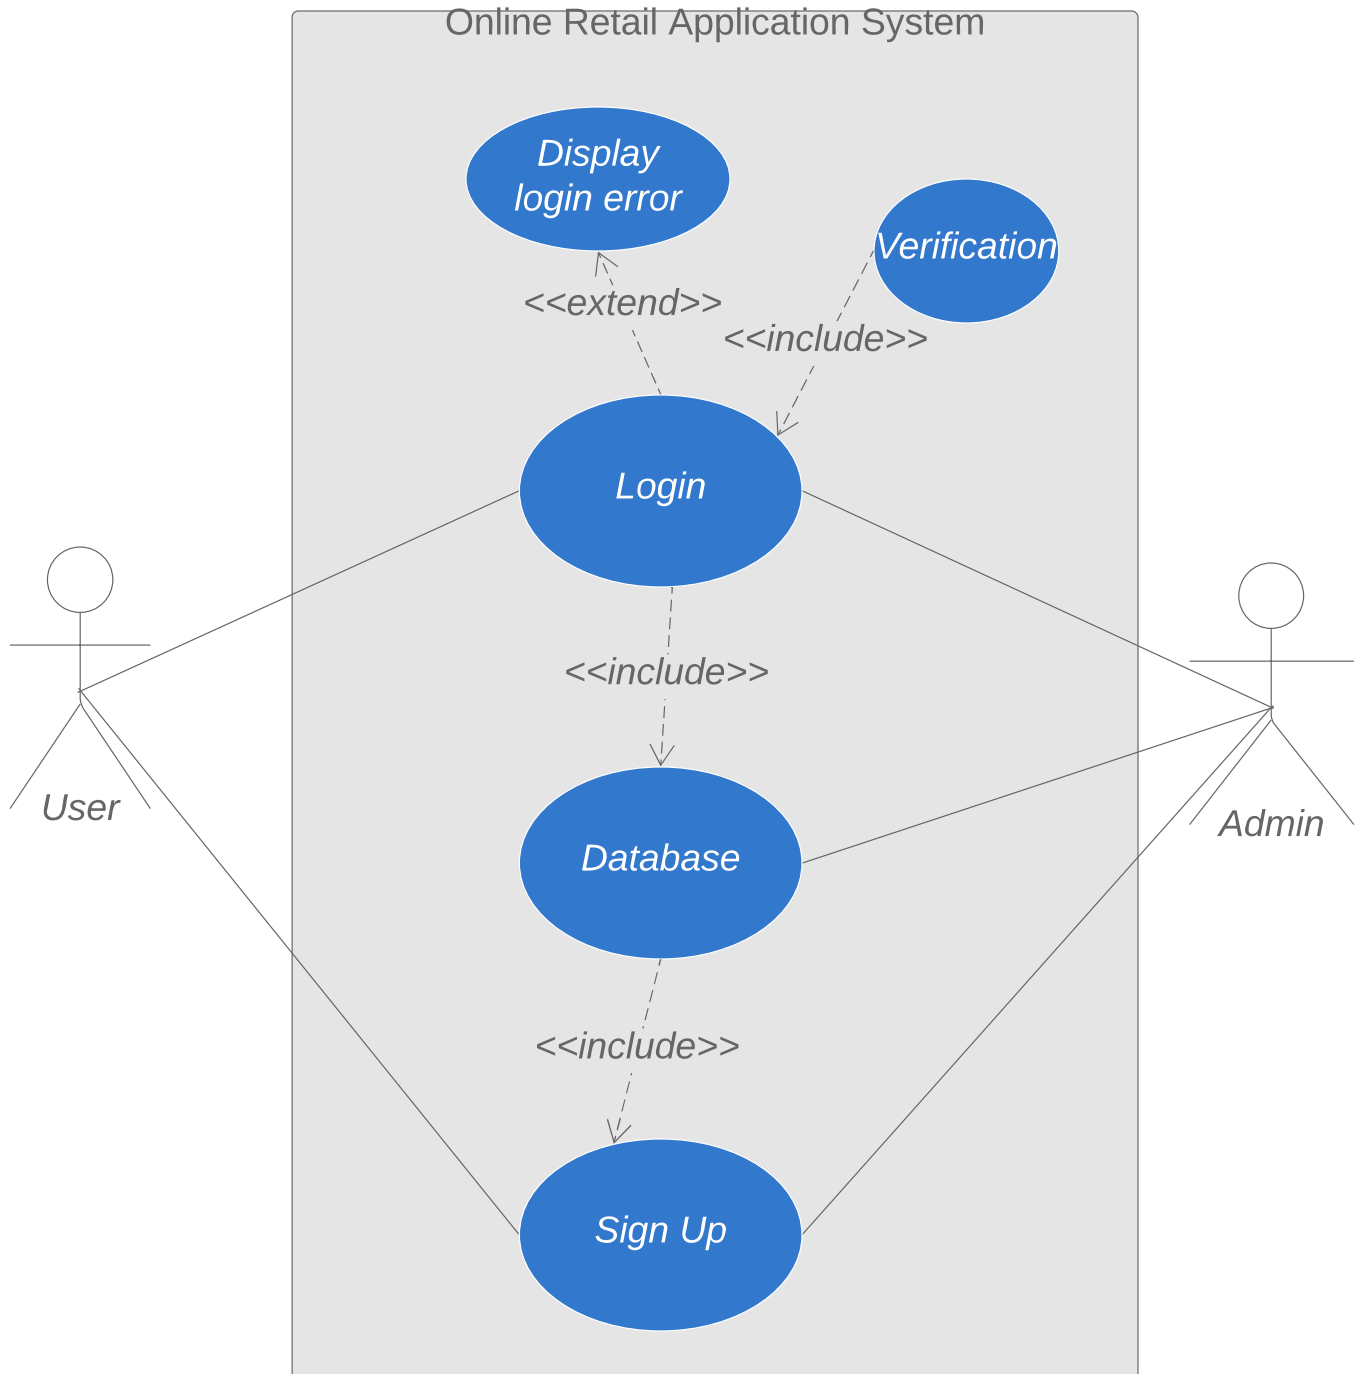 Online Retail Application System
Display
login error
Verification
<<extend>>
<<include>>
Login
<<include>>
User
Admin
Database
<<include>>
Sign Up